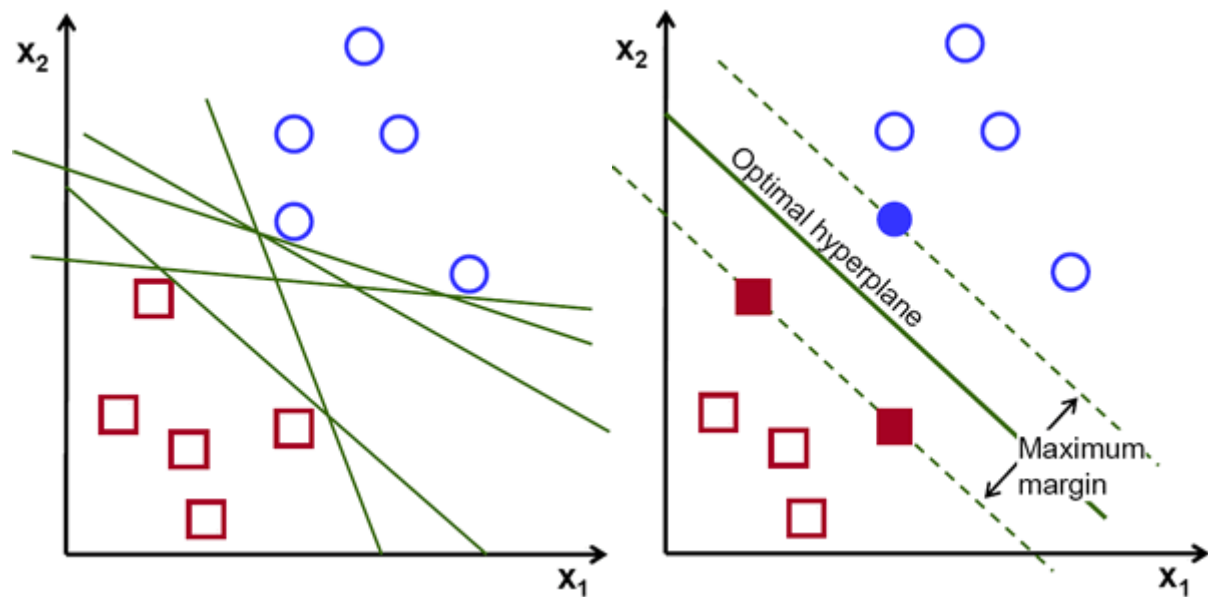 x₂
x₁
x₂
Optimal hyperplane
Maximum
margin
x₁